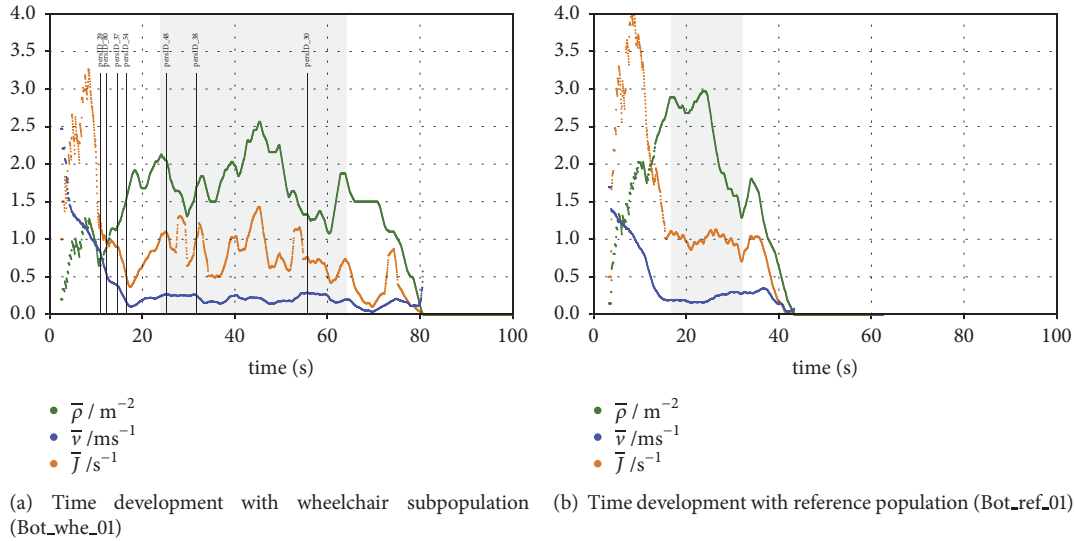 4.0
3.5
3.0
2.5
2.0
1.5
1.0
0.5
0.0
persID_29
persID_80
persID_37
persID_54
persID_48
persID_38
persID_30
0 20 40 60 80 100
time (s)
ρ̅ / m⁻²
v̅ /ms⁻¹
J̅ /s⁻¹
(a) Time development with wheelchair subpopulation
(Bot_whe_01)
4.0
3.5
3.0
2.5
2.0
1.5
1.0
0.5
0.0
0 20 40 60 80 100
time (s)
ρ̅ / m⁻²
v̅ /ms⁻¹
J̅ /s⁻¹
(b) Time development with reference population (Bot_ref_01)